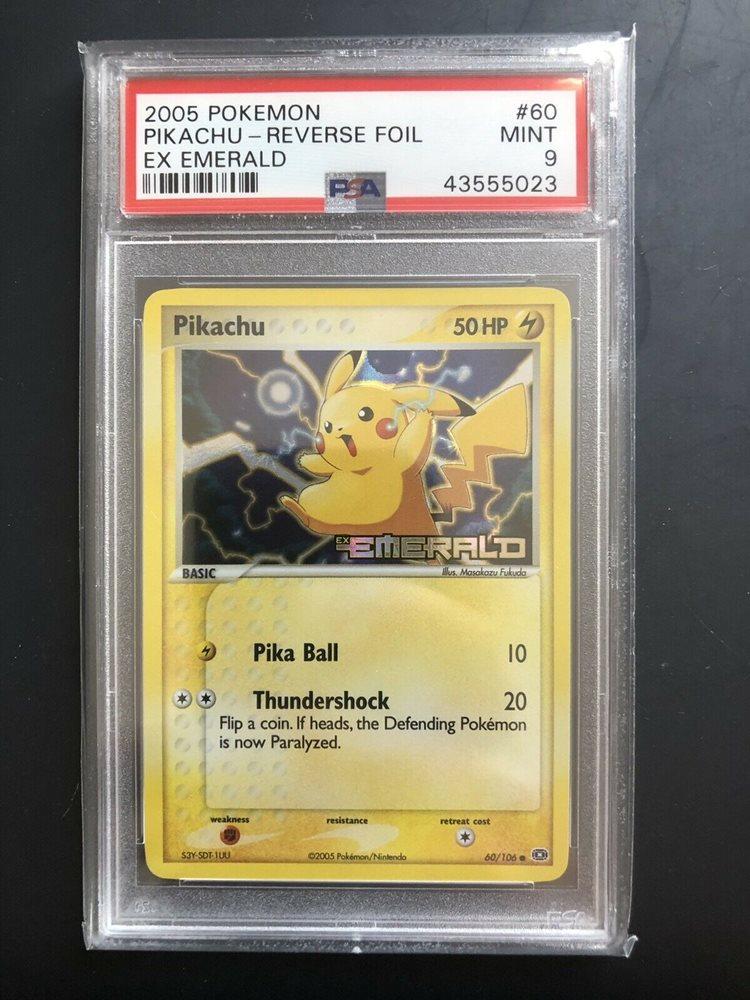 2005 POKEMON #60
PIKACHU – REVERSE FOIL MINT
EX EMERALD 9
PSA 43555023
Pikachu 50 HP
EX EMERALD
BASIC Illus. Masakazu Fukuda
Pika Ball 10
Thundershock 20
Flip a coin. If heads, the Defending Pokémon
is now Paralyzed.
weakness resistance retreat cost
S3Y-5DT-1UU ©2005 Pokémon/Nintendo 60/106